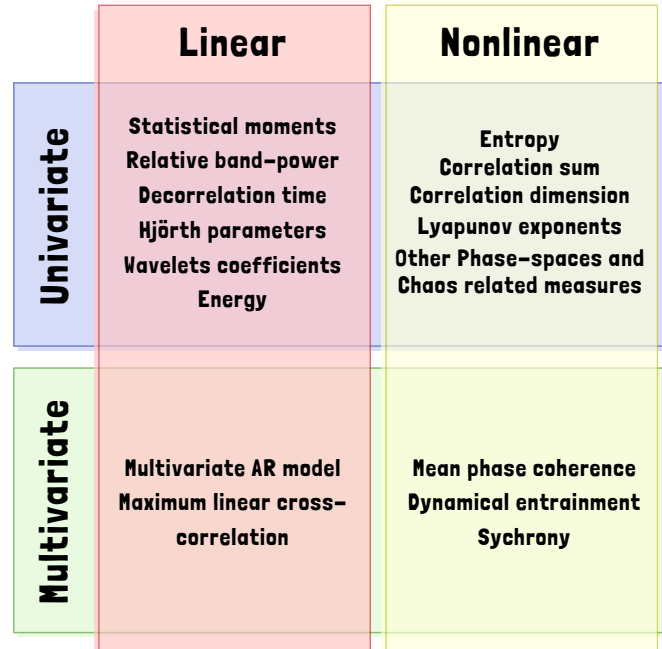 Linear
Nonlinear
Univariate
Statistical moments
Relative band-power
Decorrelation time
Hjörth parameters
Wavelets coefficients
Energy
Entropy
Correlation sum
Correlation dimension
Lyapunov exponents
Other Phase-spaces and
Chaos related measures
Multivariate
Multivariate AR model
Maximum linear cross-
correlation
Mean phase coherence
Dynamical entrainment
Sychrony